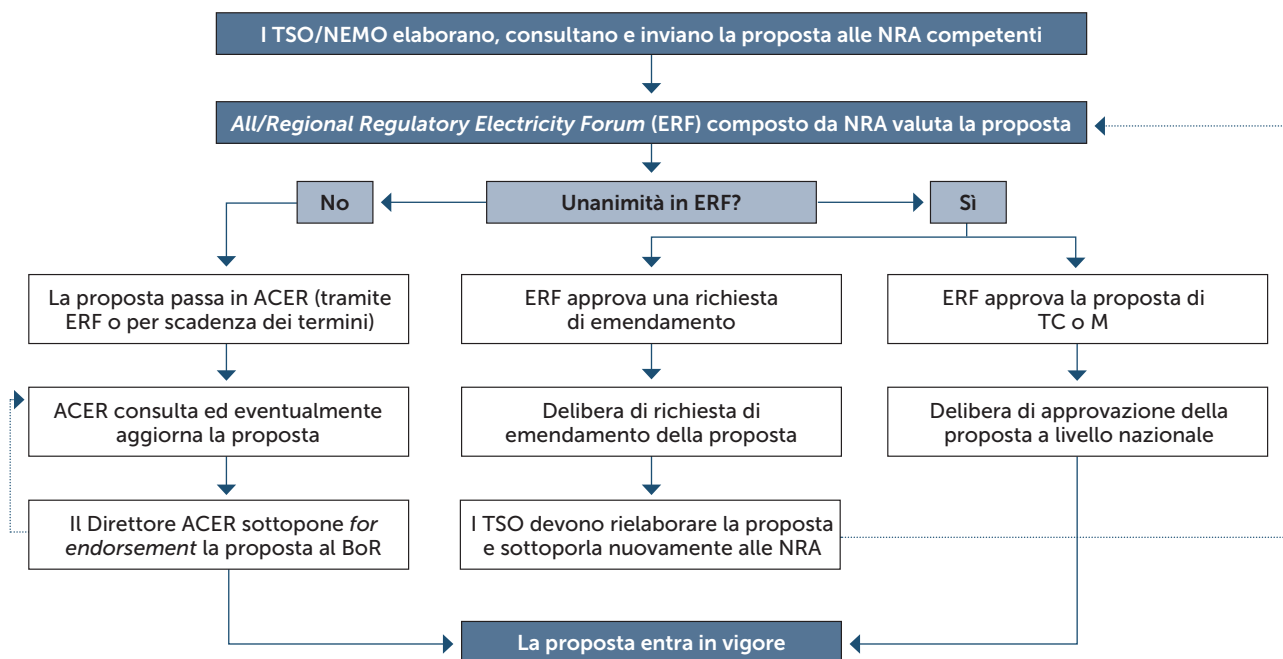 I TSO/NEMO elaborano, consultano e inviano la proposta alle NRA competenti
All/Regional Regulatory Electricity Forum (ERF) composto da NRA valuta la proposta
No
Unanimità in ERF?
Sì
La proposta passa in ACER (tramite
ERF o per scadenza dei termini)
ERF approva una richiesta
di emendamento
ERF approva la proposta di
TC o M
ACER consulta ed eventualmente
aggiorna la proposta
Delibera di richiesta di
emendamento della proposta
Delibera di approvazione della
proposta a livello nazionale
Il Direttore ACER sottopone for
endorsement la proposta al BoR
I TSO devono rielaborare la proposta
e sottoporla nuovamente alle NRA
La proposta entra in vigore